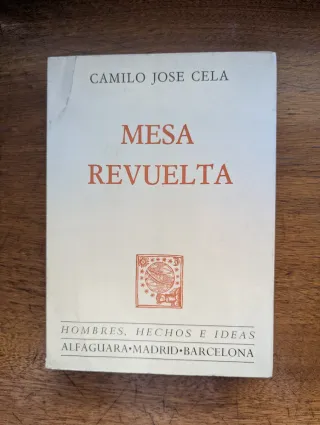 CAMILO JOSE CELA
MESA
REVUELTA
HOMBRES, HECHOS E IDEAS
ALFAGUARA•MADRID•BARCELONA